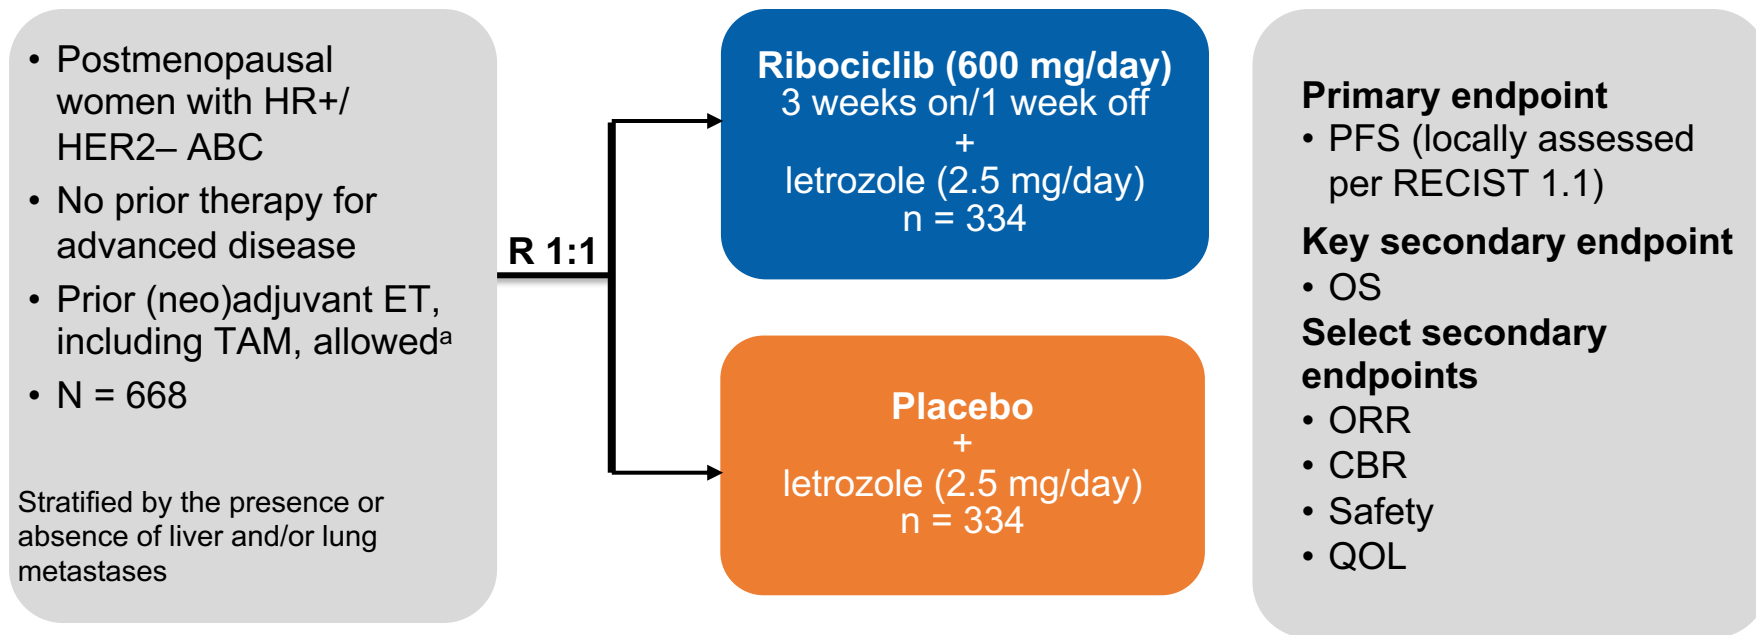 • Postmenopausal
women with HR+/
HER2– ABC
• No prior therapy for
advanced disease
• Prior (neo)adjuvant ET,
including TAM, allowedᵃ
• N = 668
Stratified by the presence or
absence of liver and/or lung
metastases
R 1:1
Ribociclib (600 mg/day)
3 weeks on/1 week off
+
letrozole (2.5 mg/day)
n = 334
Placebo
+
letrozole (2.5 mg/day)
n = 334
Primary endpoint
• PFS (locally assessed
per RECIST 1.1)
Key secondary endpoint
• OS
Select secondary
endpoints
• ORR
• CBR
• Safety
• QOL